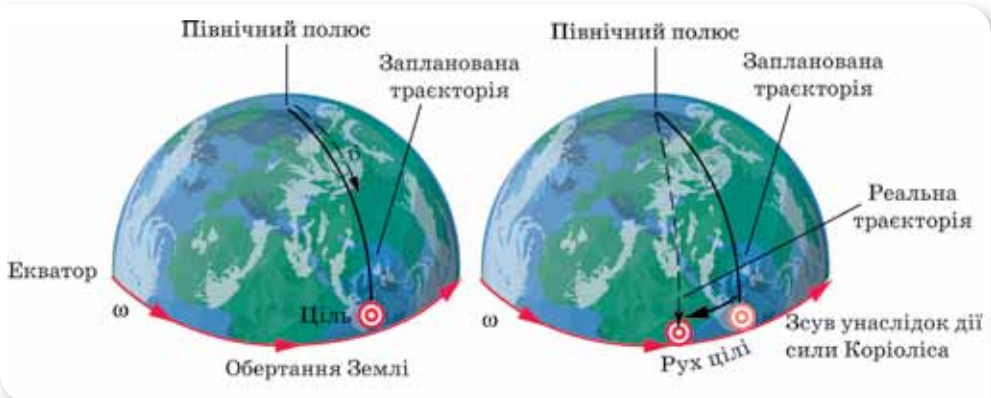 Північний полюс
Запланована
траєкторія
υ
Екватор
ω
Ціль
Обертання Землі
Північний полюс
Запланована
траєкторія
Реальна
траєкторія
ω
Рух цілі
Зсув унаслідок дії
сили Коріоліса